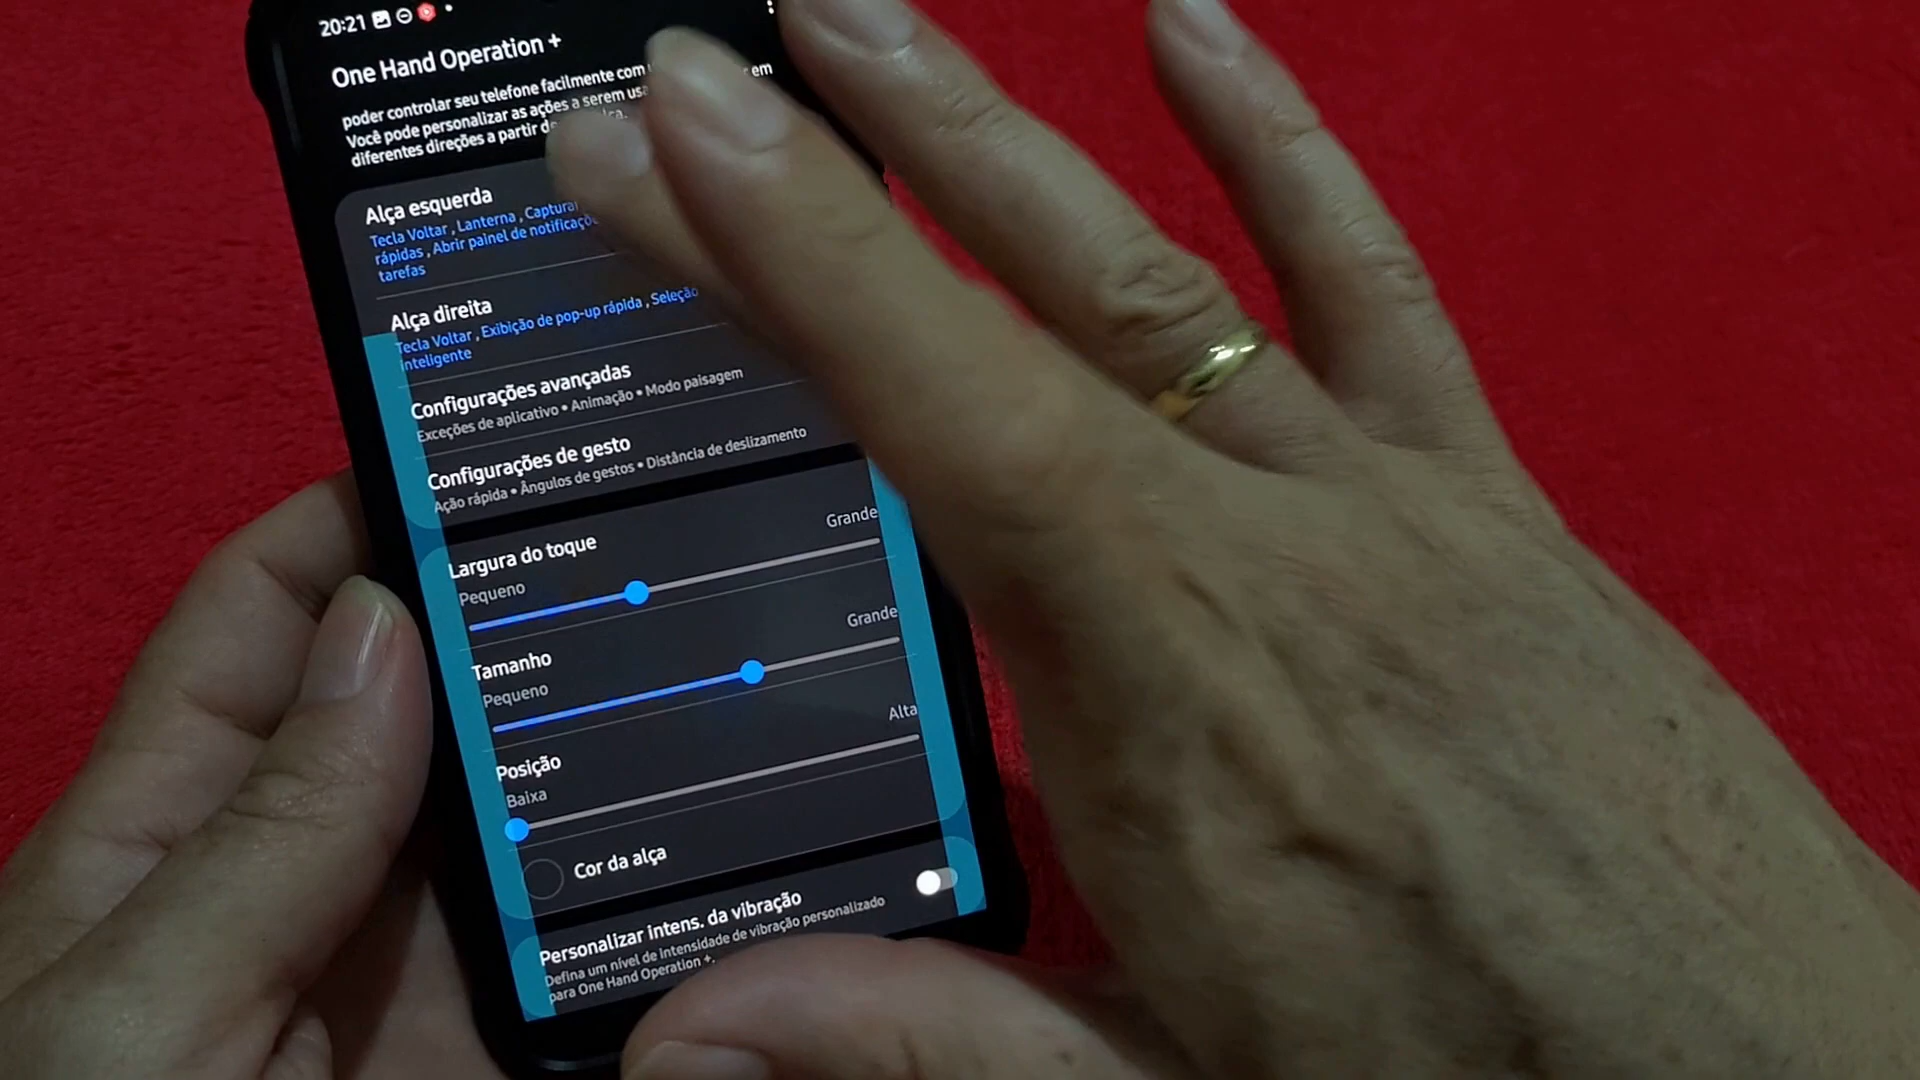 20:21
One Hand Operation +
poder controlar seu telefone facilmente com em
Você pode personalizar as ações a serem
diferentes direções a partir
Alça esquerda
Tecla Voltar , Lanterna ,
rápidas , Abrir painel de
tarefas
Alça direita
Tecla Voltar , Exibição de pop-up rápida , Seleção
inteligente
Configurações avançadas
Exceções de aplicativo • Animação • Modo paisagem
Configurações de gesto
Ação rápida • Ângulos de gestos • Distância de deslizamento
Largura do toque
Grande
Pequeno
Tamanho
Grande
Pequeno
Posição
Alta
Baixa
Cor da alça
Personalizar intens. da vibração
Defina um nível de intensidade de vibração personalizado
para One Hand Operation +.